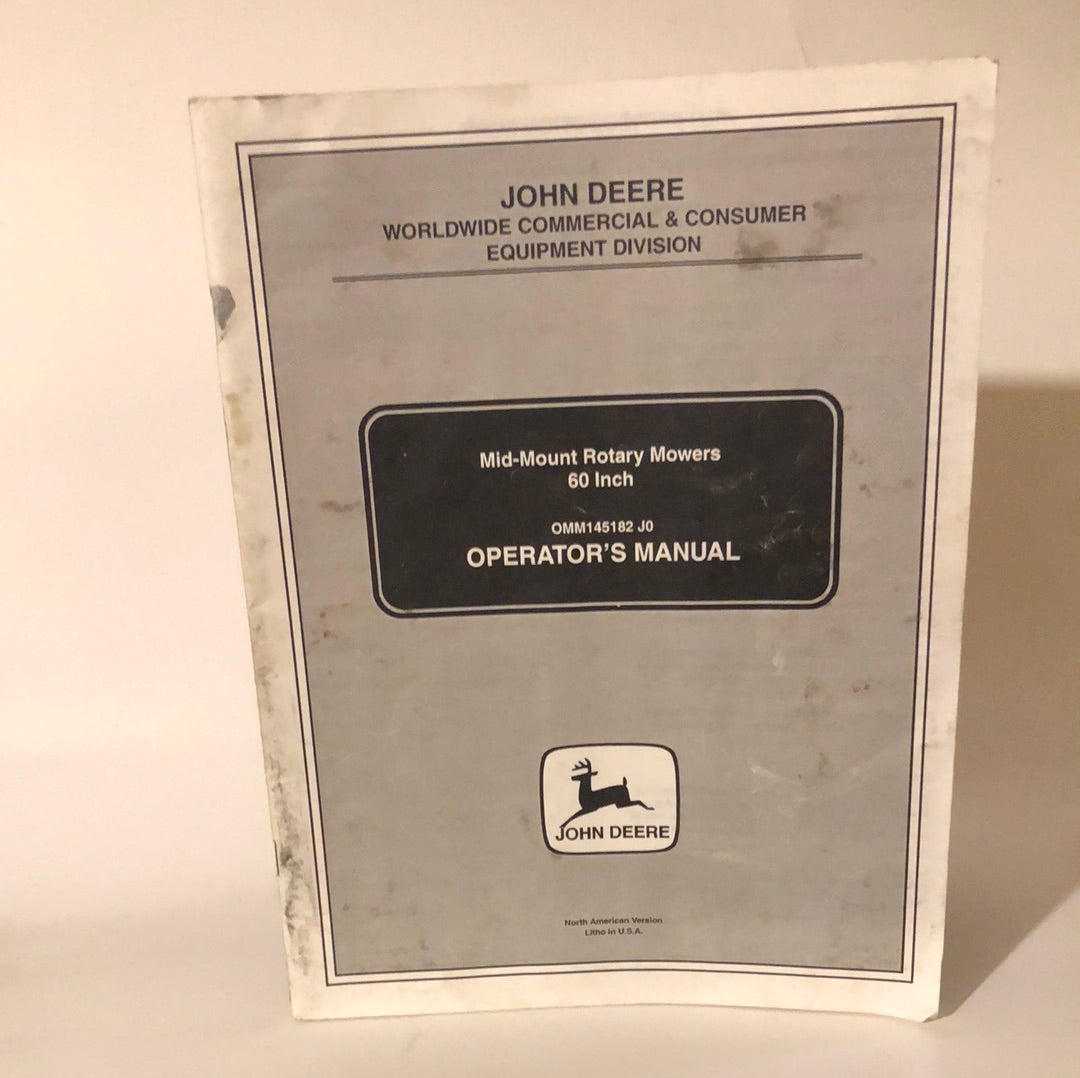 JOHN DEERE
WORLDWIDE COMMERCIAL & CONSUMER
EQUIPMENT DIVISION
Mid-Mount Rotary Mowers
60 Inch
OMM145182 J0
OPERATOR'S MANUAL
JOHN DEERE
North American Version
Litho in U.S.A.